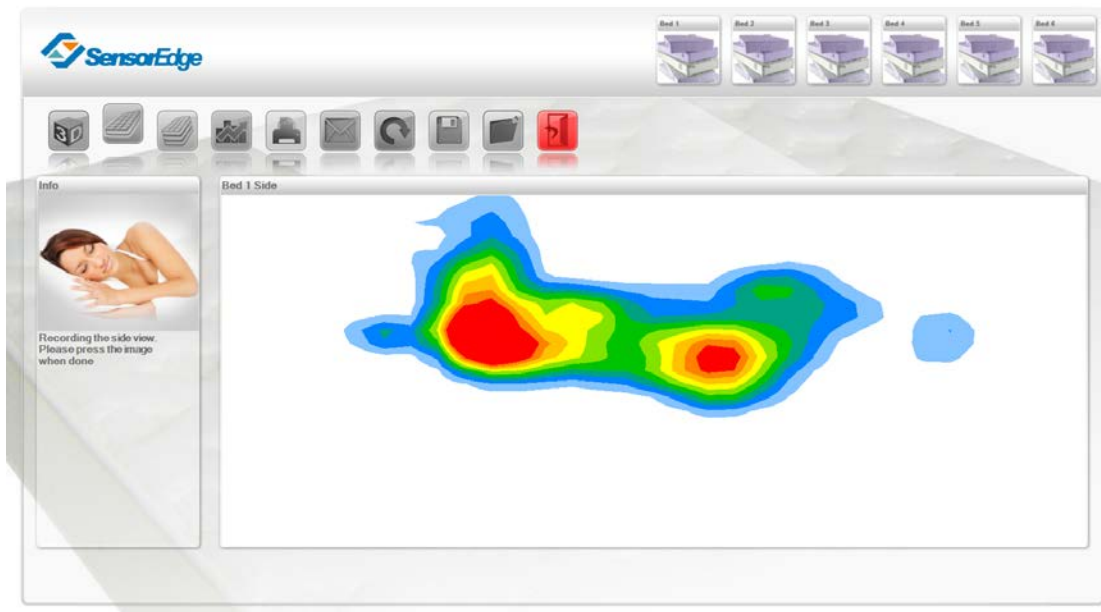 Bed 1
Bed 2
Bed 3
Bed 4
Bed 5
Bed 6
SensorEdge
3D
Info
Bed 1 Side
Recording the side view.
Please press the image
when done